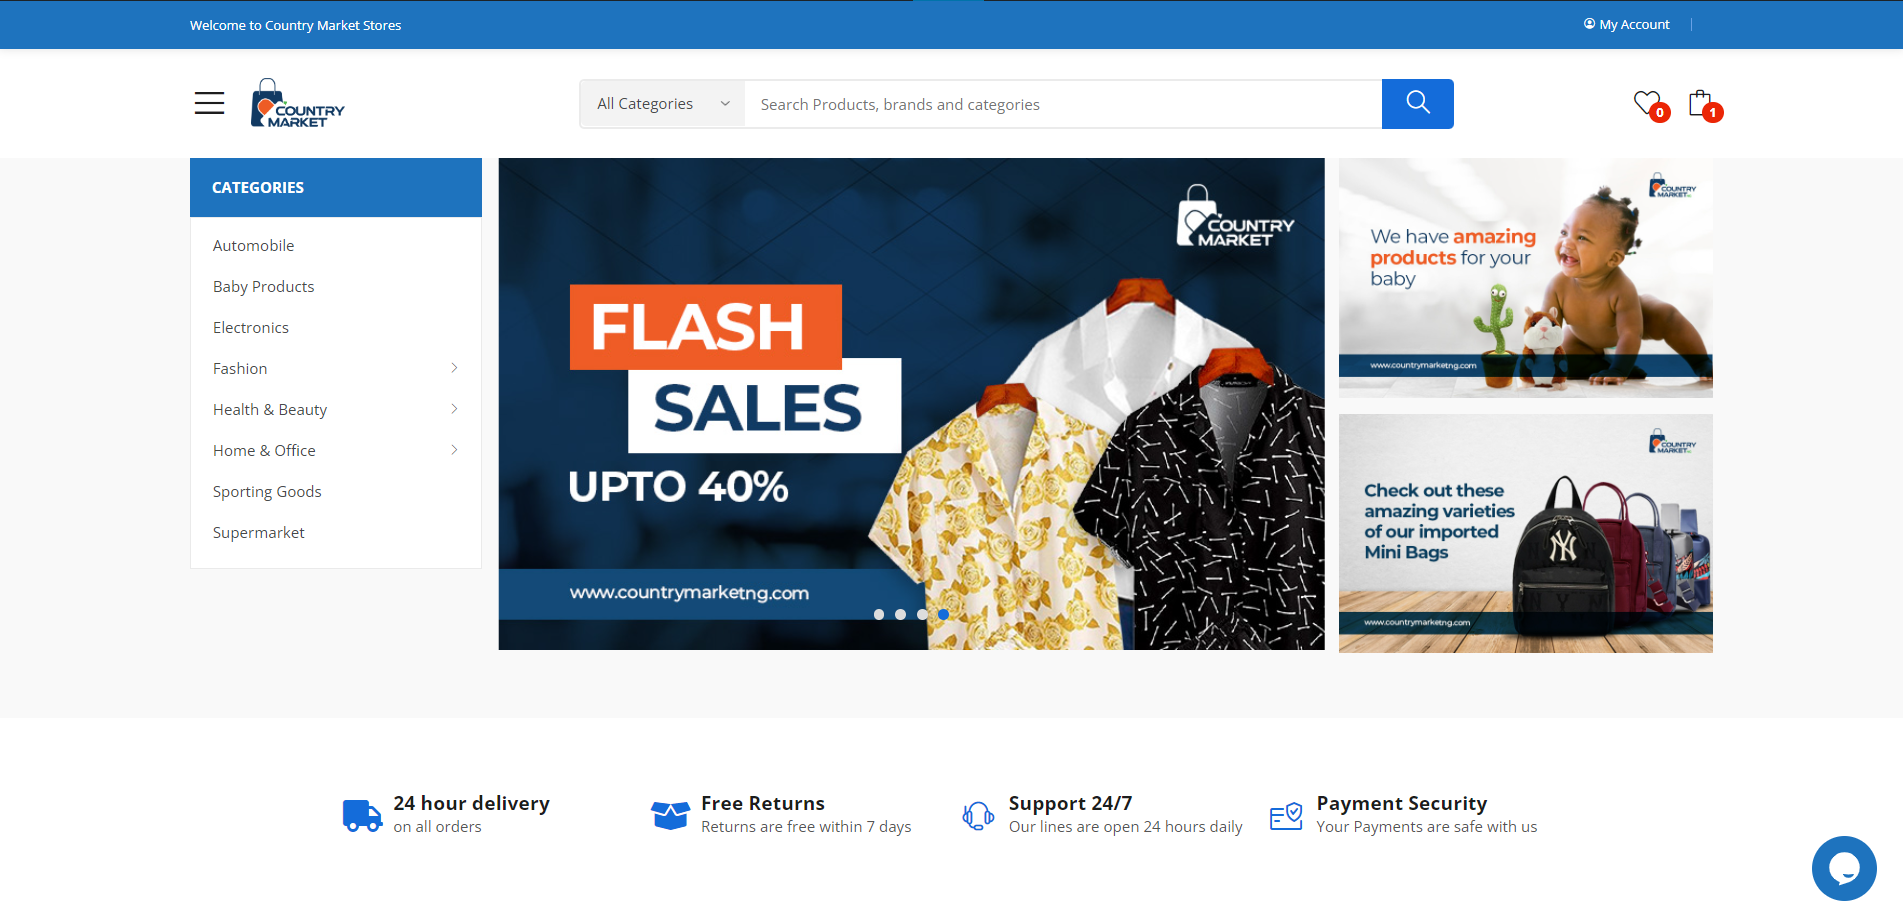 Welcome to Country Market Stores
My Account
COUNTRY
MARKET
All Categories
Search Products, brands and categories
0
1
CATEGORIES
Automobile
Baby Products
Electronics
Fashion
Health & Beauty
Home & Office
Sporting Goods
Supermarket
COUNTRY
MARKET
FLASH
SALES
UPTO 40%
www.countrymarketng.com
COUNTRY
MARKET
We have amazing
products for your
baby
www.countrymarketng.com
COUNTRY
MARKET
Check out these
amazing varieties
of our imported
Mini Bags
NY
www.countrymarketng.com
24 hour delivery
on all orders
Free Returns
Returns are free within 7 days
Support 24/7
Our lines are open 24 hours daily
Payment Security
Your Payments are safe with us